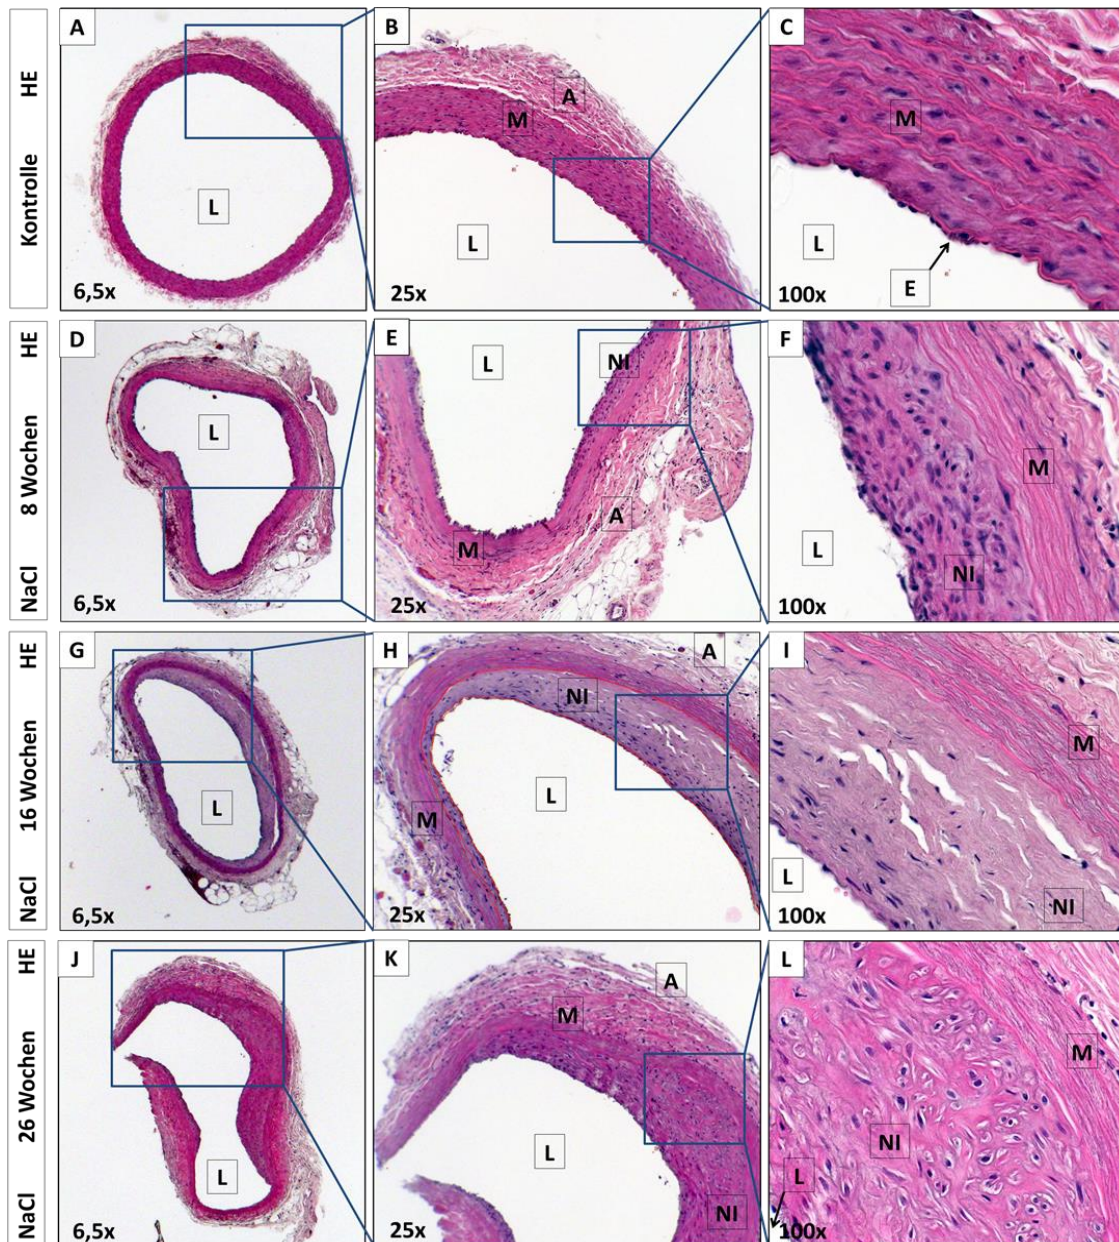 Kontrolle HE
A
L
6,5x
B
A
M
L
25x
C
M
L
E
100x
NaCl 8 Wochen HE
D
L
6,5x
E
L
NI
A
M
25x
F
M
L
NI
100x
NaCl 16 Wochen HE
G
L
6,5x
H
A
NI
L
M
25x
I
M
L
NI
100x
NaCl 26 Wochen HE
J
L
6,5x
K
A
M
L
NI
25x
L
M
NI
L
100x